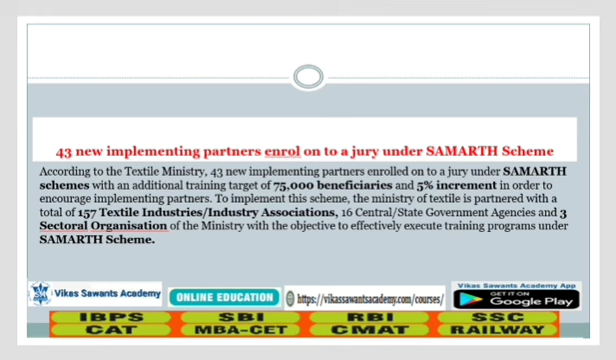 43 new implementing partners enrol on to a jury under SAMARTH Scheme
According to the Textile Ministry, 43 new implementing partners enrolled on to a jury under SAMARTH
schemes with an additional training target of 75,000 beneficiaries and 5% increment in order to
encourage implementing partners. To implement this scheme, the ministry of textile is partnered with a
total of 157 Textile Industries/Industry Associations, 16 Central/State Government Agencies and 3
Sectoral Organisation of the Ministry with the objective to effectively execute training programs under
SAMARTH Scheme.
Vikas Sawants Academy
ONLINE EDUCATION
https://vikassawantsacademy.com/courses/
Vikas Sawants Academy App
GET IT ON
Google Play
IBPS SBI RBI SSC
CAT MBA-CET CMAT RAILWAY